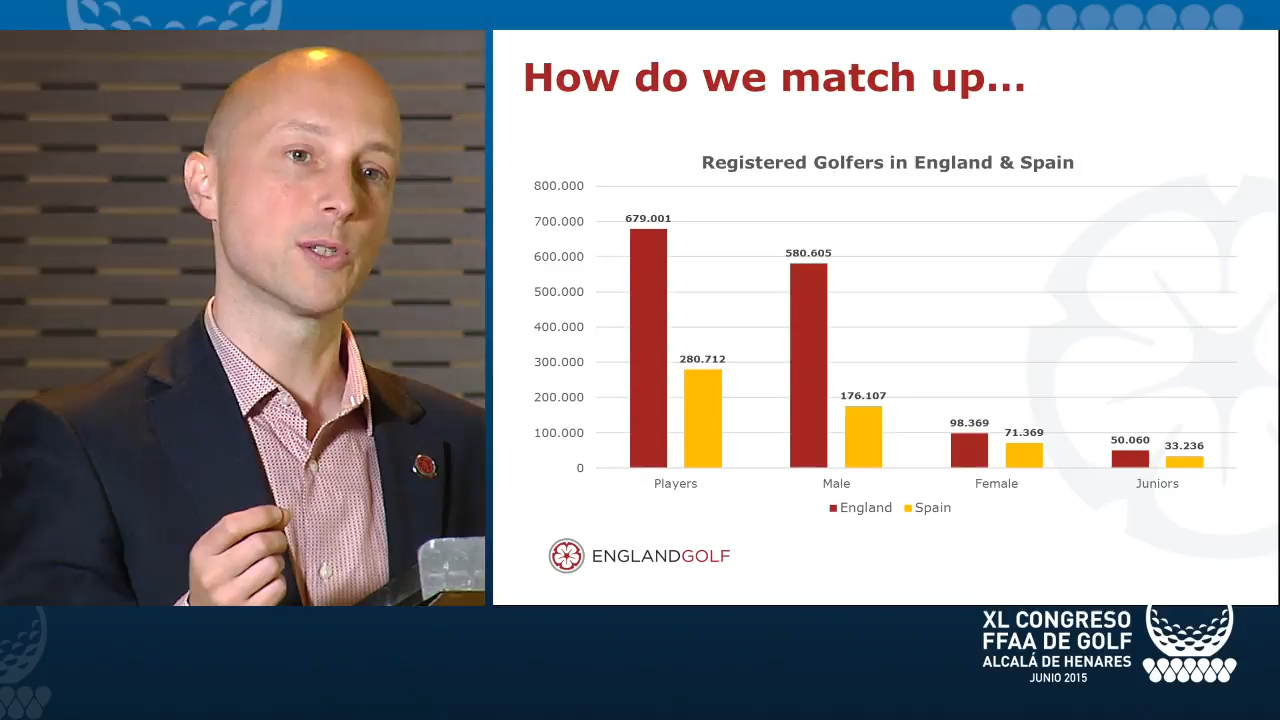 How do we match up...
Registered Golfers in England & Spain
800.000
700.000
600.000
500.000
400.000
300.000
200.000
100.000
0
679.001
280.712
580.605
176.107
98.369
71.369
50.060
33.236
Players
Male
Female
Juniors
England
Spain
ENGLANDGOLF
XL CONGRESO
FFAA DE GOLF
ALCALÁ DE HENARES
JUNIO 2015